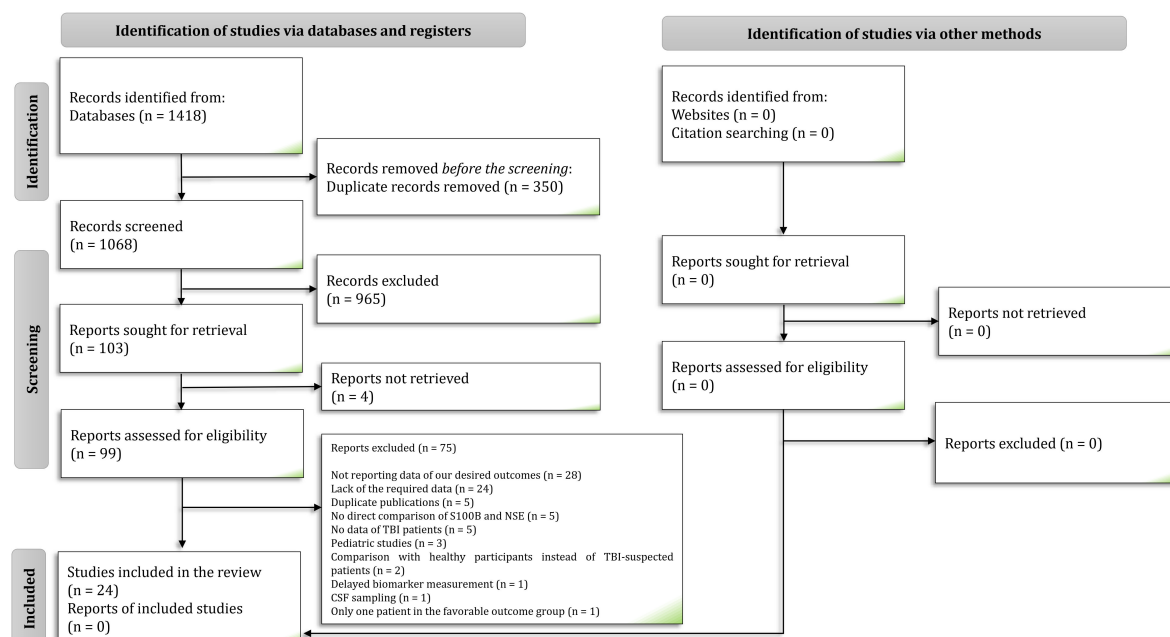 Identification of studies via databases and registers
Identification of studies via other methods
Identification
Records identified from:
Databases (n = 1418)
Records removed before the screening:
Duplicate records removed (n = 350)
Records identified from:
Websites (n = 0)
Citation searching (n = 0)
Screening
Records screened
(n = 1068)
Records excluded
(n = 965)
Reports sought for retrieval
(n = 103)
Reports not retrieved
(n = 4)
Reports assessed for eligibility
(n = 99)
Reports excluded (n = 75)
Not reporting data of our desired outcomes (n = 28)
Lack of the required data (n = 24)
Duplicate publications (n = 5)
No direct comparison of S100B and NSE (n = 5)
No data of TBI patients (n = 5)
Pediatric studies (n = 3)
Comparison with healthy participants instead of TBI-suspected
patients (n = 2)
Delayed biomarker measurement (n = 1)
CSF sampling (n = 1)
Only one patient in the favorable outcome group (n = 1)
Reports sought for retrieval
(n = 0)
Reports not retrieved
(n = 0)
Reports assessed for eligibility
(n = 0)
Reports excluded (n = 0)
Included
Studies included in the review
(n = 24)
Reports of included studies
(n = 0)